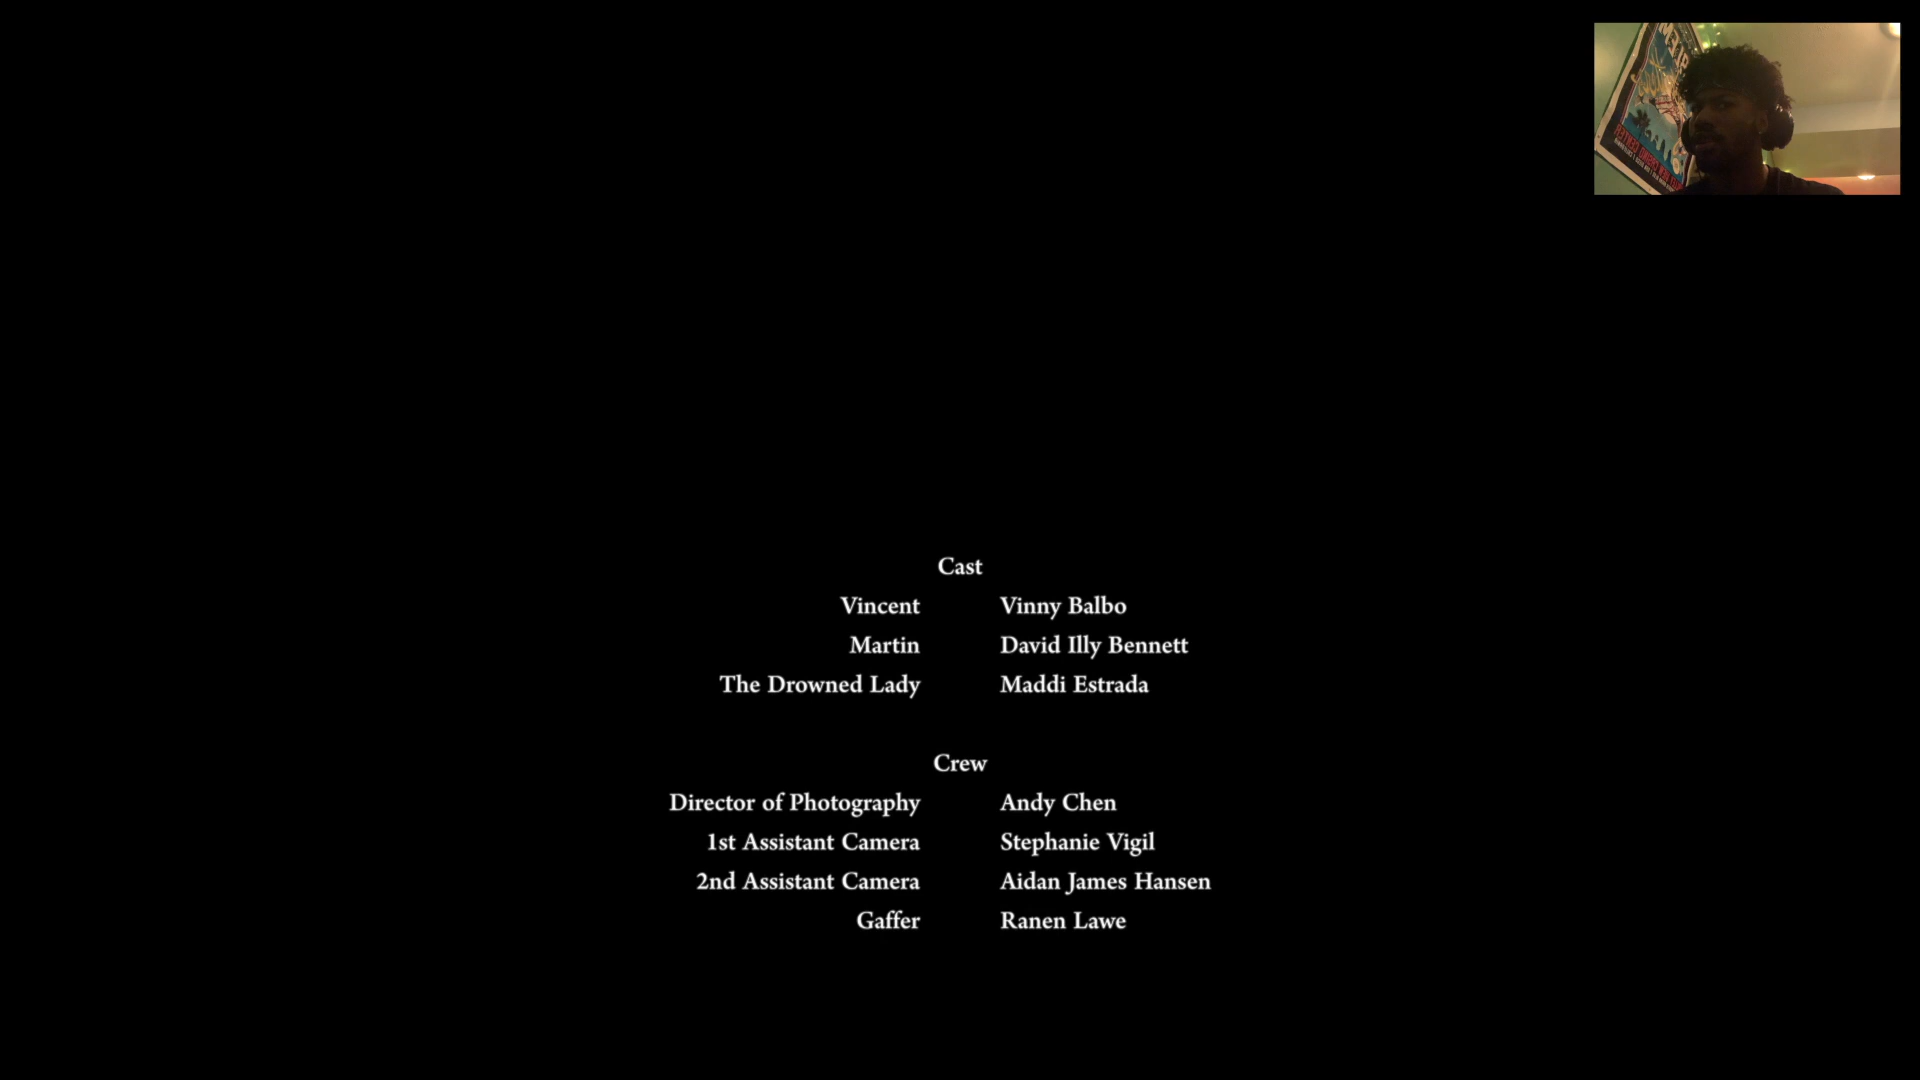 Cast
Vincent Vinny Balbo
Martin David Illy Bennett
The Drowned Lady Maddi Estrada
Crew
Director of Photography Andy Chen
1st Assistant Camera Stephanie Vigil
2nd Assistant Camera Aidan James Hansen
Gaffer Ranen Lawe